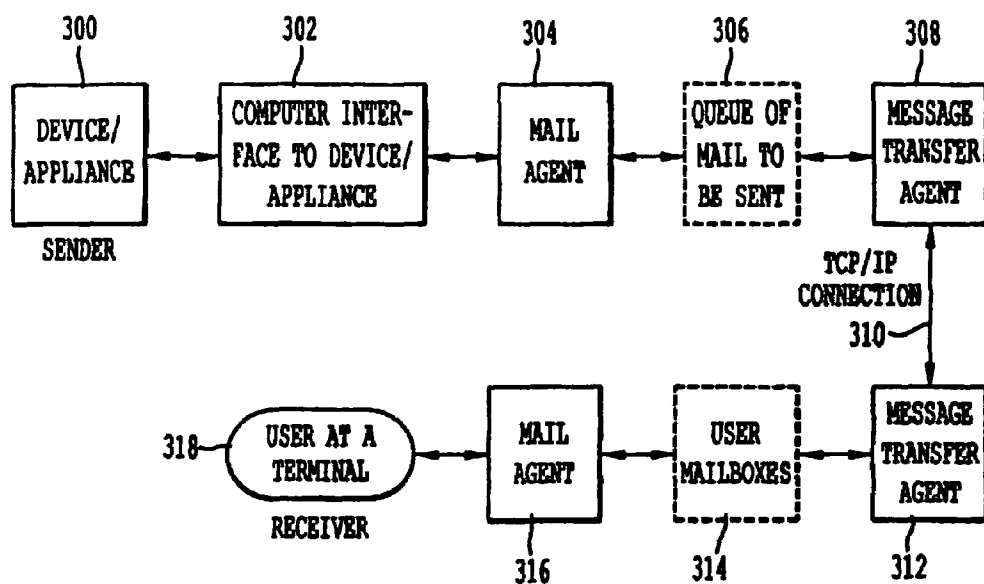 300
302
304
306
308
DEVICE/
APPLIANCE
COMPUTER INTER-
FACE TO DEVICE/
APPLIANCE
MAIL
AGENT
QUEUE OF
MAIL TO
BE SENT
MESSAGE
TRANSFER
AGENT
SENDER
TCP/IP
CONNECTION
310
318
USER AT A
TERMINAL
MAIL
AGENT
USER
MAILBOXES
MESSAGE
TRANSFER
AGENT
RECEIVER
316
314
312